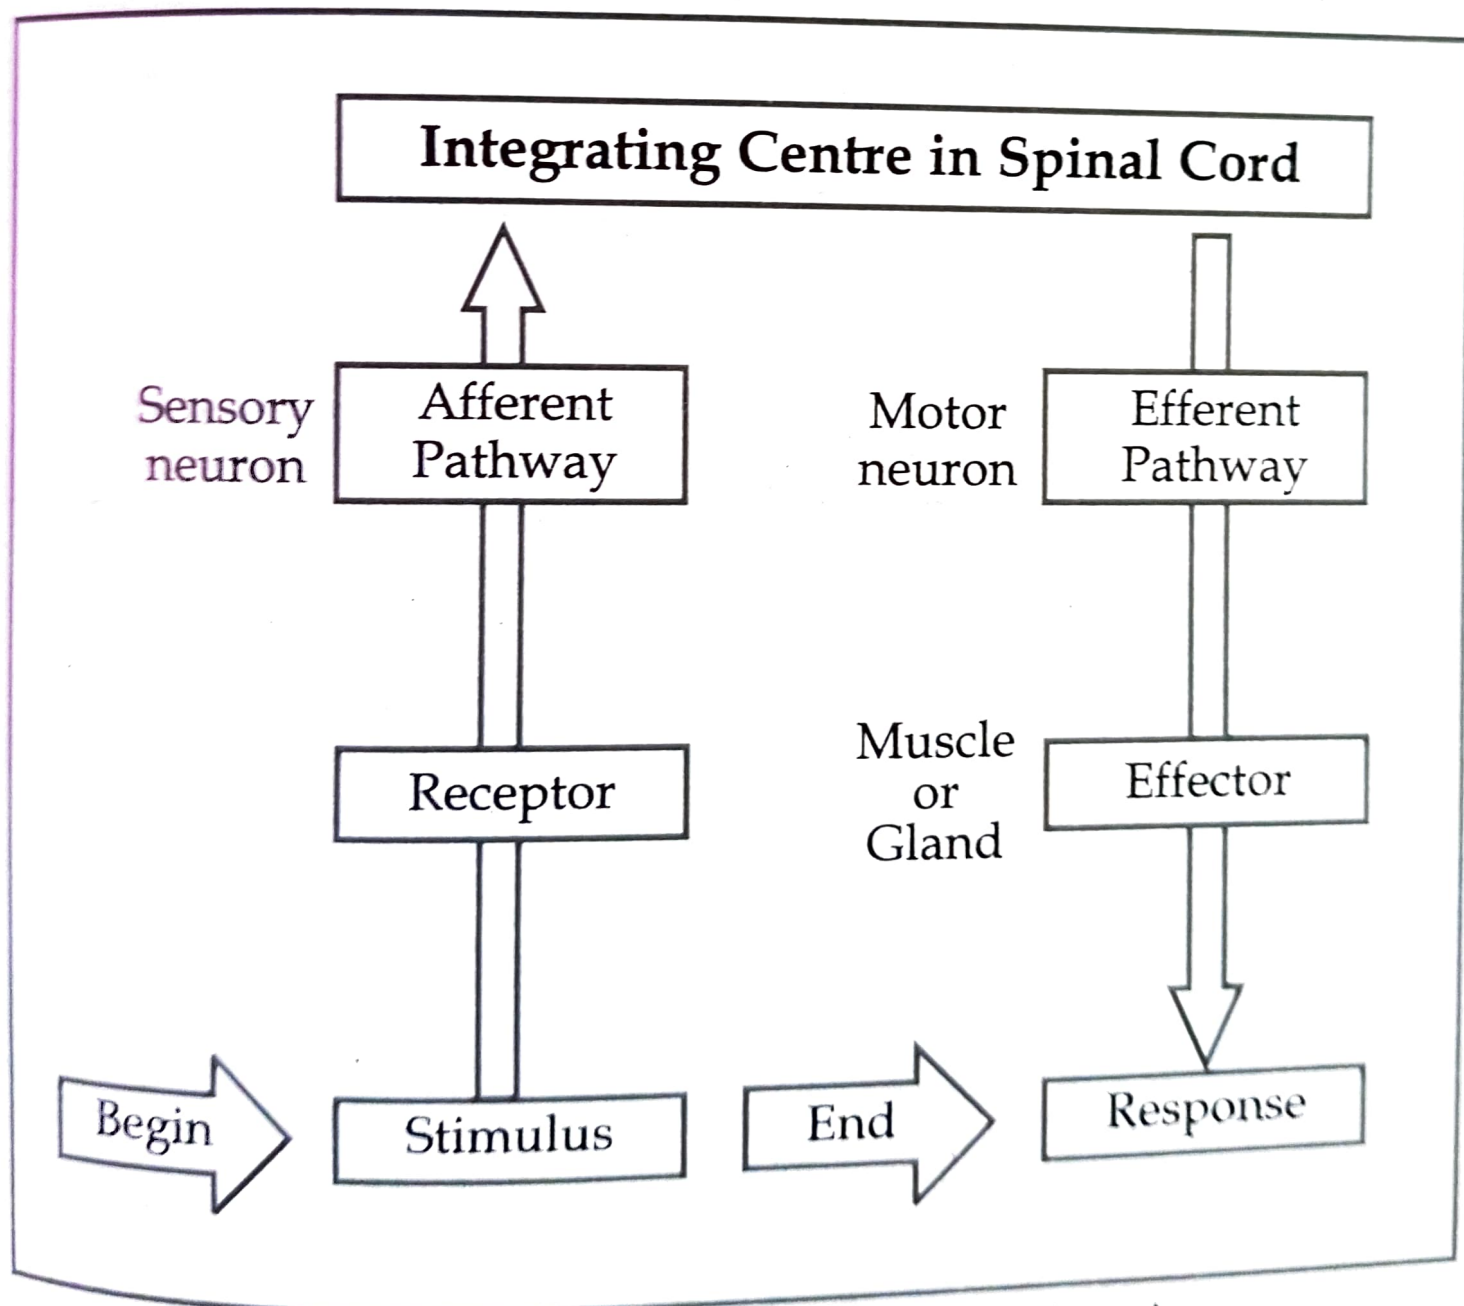 Integrating Centre in Spinal Cord
Sensory
neuron
Afferent
Pathway
Motor
neuron
Efferent
Pathway
Receptor
Muscle
or
Gland
Effector
Begin
Stimulus
End
Response